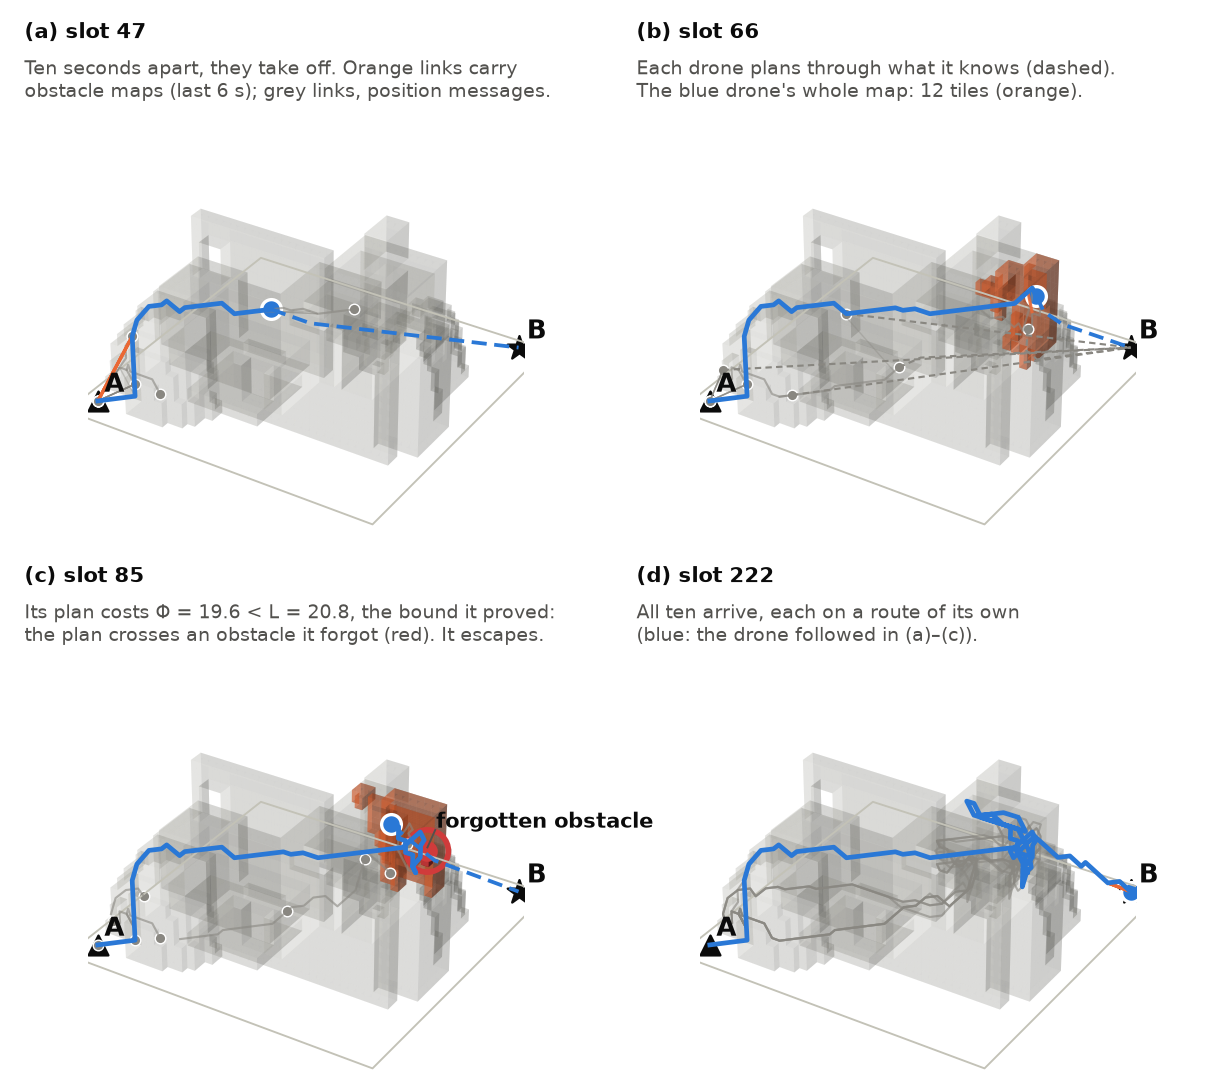 (a) slot 47
Ten seconds apart, they take off. Orange links carry
obstacle maps (last 6 s); grey links, position messages.
A
B
(b) slot 66
Each drone plans through what it knows (dashed).
The blue drone's whole map: 12 tiles (orange).
A
B
(c) slot 85
Its plan costs Φ = 19.6 < L = 20.8, the bound it proved:
the plan crosses an obstacle it forgot (red). It escapes.
forgotten obstacle
A
B
(d) slot 222
All ten arrive, each on a route of its own
(blue: the drone followed in (a)–(c)).
A
B